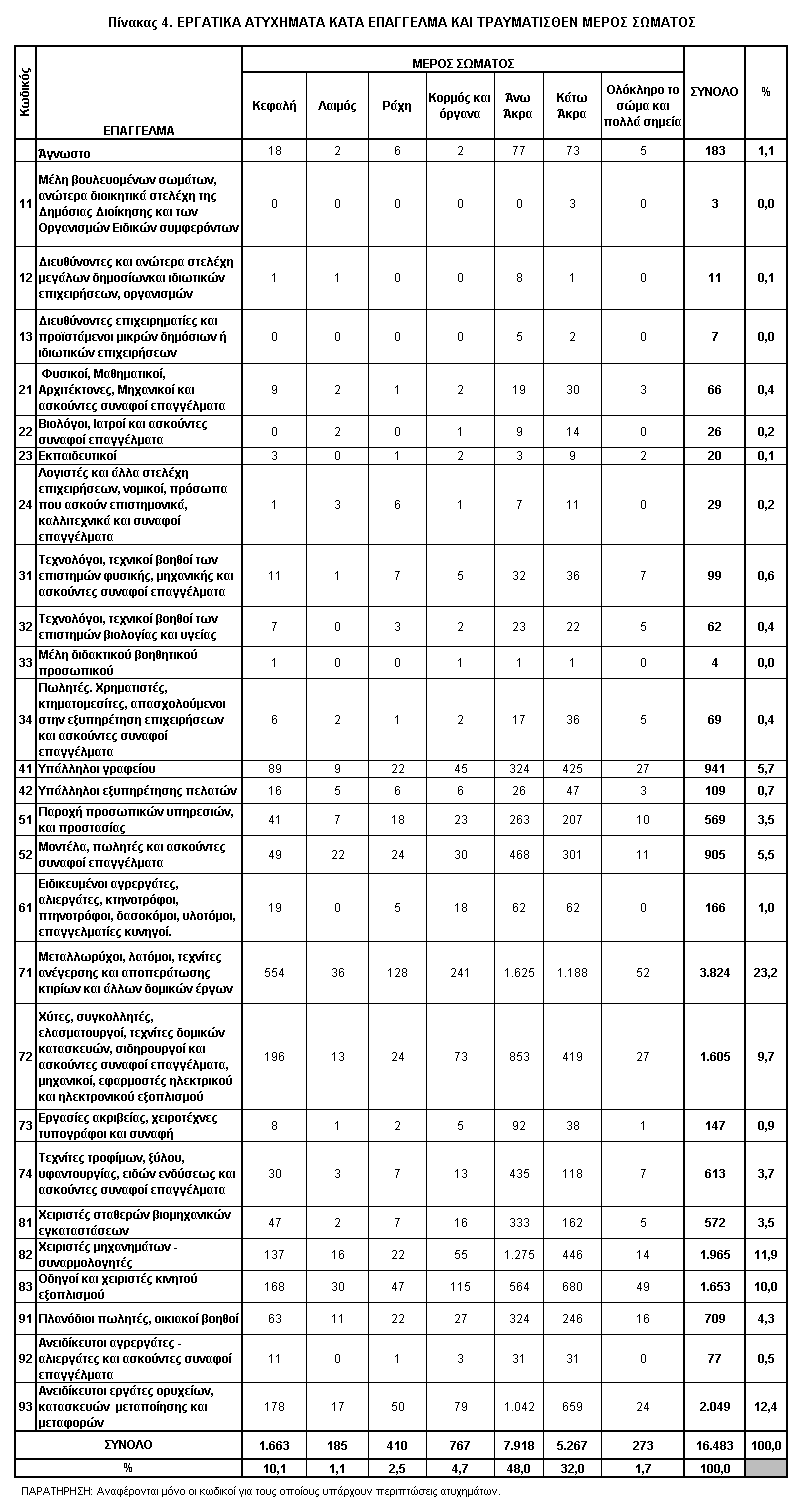 Πίνακας 4. ΕΡΓΑΤΙΚΑ ΑΤΥΧΗΜΑΤΑ ΚΑΤΑ ΕΠΑΓΓΕΛΜΑ ΚΑΙ ΤΡΑΥΜΑΤΙΣΘΕΝ ΜΕΡΟΣ ΣΩΜΑΤΟΣ
Κωδικός
ΕΠΑΓΓΕΛΜΑ
ΜΕΡΟΣ ΣΩΜΑΤΟΣ
ΣΥΝΟΛΟ %
Κεφαλή Λαιμός Ράχη Κορμός και όργανα Άνω Άκρα Κάτω Άκρα Ολόκληρο το σώμα και πολλά σημεία
Άγνωστο 18 2 6 2 77 73 5 183 1,1
Μέλη βουλευομένων σωμάτων,
ανώτερα διοικητικά στελέχη της
11 Δημόσιας Διοίκησης και των 0 0 0 0 0 3 0 3 0,0
Οργανισμών Ειδικών συμφερόντων
Διευθύνοντες και ανώτερα στελέχη
12 μεγάλων δημοσίωνκαι ιδιωτικών 1 1 0 0 8 1 0 11 0,1
επιχειρήσεων, οργανισμών
Διευθύνοντες επιχειρηματίες και
13 προϊστάμενοι μικρών δημόσιων ή 0 0 0 0 5 2 0 7 0,0
ιδιωτικών επιχειρήσεων
Φυσικοί, Μαθηματικοί,
21 Αρχιτέκτονες, Μηχανικοί και 9 2 1 2 19 30 3 66 0,4
ασκούντες συναφοί επαγγέλματα
22 Βιολόγοι, Ιατροί και ασκούντες 0 2 0 1 9 14 0 26 0,2
συναφοί επαγγέλματα
23 Εκπαιδευτικοί 3 0 1 2 3 9 2 20 0,1
Λογιστές και άλλα στελέχη
επιχειρήσεων, νομικοί, πρόσωπα
24 που ασκούν επιστημονικά, 1 3 6 1 7 11 0 29 0,2
καλλιτεχνικά και συναφοί
επαγγέλματα
Τεχνολόγοι, τεχνικοί βοηθοί των
31 επιστημών φυσικής, μηχανικής και 11 1 7 5 32 36 7 99 0,6
ασκούντες συναφοί επαγγέλματα
32 Τεχνολόγοι, τεχνικοί βοηθοί των 7 0 3 2 23 22 5 62 0,4
επιστημών βιολογίας και υγείας
33 Μέλη διδακτικού βοηθητικού 1 0 0 1 1 1 0 4 0,0
προσωπικού
Πωλητές. Χρηματιστές,
κτηματομεσίτες, απασχολούμενοι
34 στην εξυπηρέτηση επιχειρήσεων 6 2 1 2 17 36 5 69 0,4
και ασκούντες συναφοί
επαγγέλματα
41 Υπάλληλοι γραφείου 89 9 22 45 324 425 27 941 5,7
42 Υπάλληλοι εξυπηρέτησης πελατών 16 5 6 6 26 47 3 109 0,7
51 Παροχή προσωπικών υπηρεσιών, 41 7 18 23 263 207 10 569 3,5
και προστασίας
52 Μοντέλα, πωλητές και ασκούντες 49 22 24 30 468 301 11 905 5,5
συναφοί επαγγέλματα
Ειδικευμένοι αγρεργάτες,
61 αλιεργάτες, κτηνοτρόφοι, 19 0 5 18 62 62 0 166 1,0
πτηνοτρόφοι, δασοκόμοι, υλοτόμοι,
επαγγελματίες κυνηγοί.
Μεταλλωρύχοι, λατόμοι, τεχνίτες
71 ανέγερσης και αποπεράτωσης 554 36 128 241 1.625 1.188 52 3.824 23,2
κτιρίων και άλλων δομικών έργων
Χύτες, συγκολλητές,
ελασματουργοί, τεχνίτες δομικών
κατασκευών, σιδηρουργοί και
72 ασκούντες συναφοί επαγγέλματα, 196 13 24 73 853 419 27 1.605 9,7
μηχανικοί, εφαρμοστές ηλεκτρικού
και ηλεκτρονικού εξοπλισμού
73 Εργασίες ακριβείας, χειροτέχνες 8 1 2 5 92 38 1 147 0,9
τυπογράφοι και συναφή
Τεχνίτες τροφίμων, ξύλου,
74 υφαντουργίας, ειδών ενδύσεως και 30 3 7 13 435 118 7 613 3,7
ασκούντες συναφοί επαγγέλματα
81 Χειριστές σταθερών βιομηχανικών 47 2 7 16 333 162 5 572 3,5
εγκαταστάσεων
82 Χειριστές μηχανημάτων - 137 16 22 55 1.275 446 14 1.965 11,9
συναρμολογητές
83 Οδηγοί και χειριστές κινητού 168 30 47 115 564 680 49 1.653 10,0
εξοπλισμού
91 Πλανόδιοι πωλητές, οικιακοί βοηθοί 63 11 22 27 324 246 16 709 4,3
Ανειδίκευτοι αγρεργάτες -
92 αλιεργάτες και ασκούντες συναφοί 11 0 1 3 31 31 0 77 0,5
επαγγέλματα
Ανειδίκευτοι εργάτες ορυχείων,
93 κατασκευών μεταποίησης και 178 17 50 79 1.042 659 24 2.049 12,4
μεταφορών
ΣΥΝΟΛΟ 1.663 185 410 767 7.918 5.267 273 16.483 100,0
% 10,1 1,1 2,5 4,7 48,0 32,0 1,7 100,0
ΠΑΡΑΤΗΡΗΣΗ: Αναφέρονται μόνο οι κωδικοί για τους οποίους υπάρχουν περιπτώσεις ατυχημάτων.